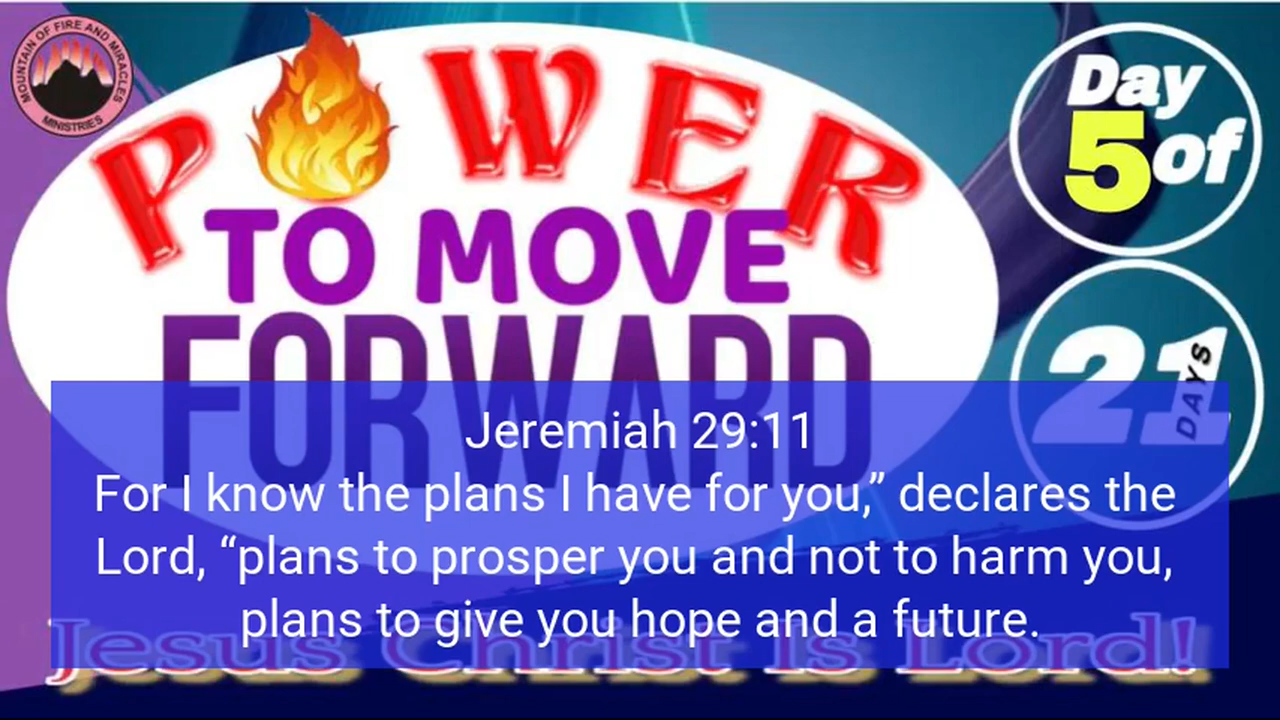 MOUNTAIN OF FIRE AND MIRACLES
MINISTRIES
POWER
TO MOVE
FORWARD
Day
5 of
21
DAYS
Jeremiah 29:11
For I know the plans I have for you,” declares the
Lord, “plans to prosper you and not to harm you,
plans to give you hope and a future.
Jesus Christ Is Lord!